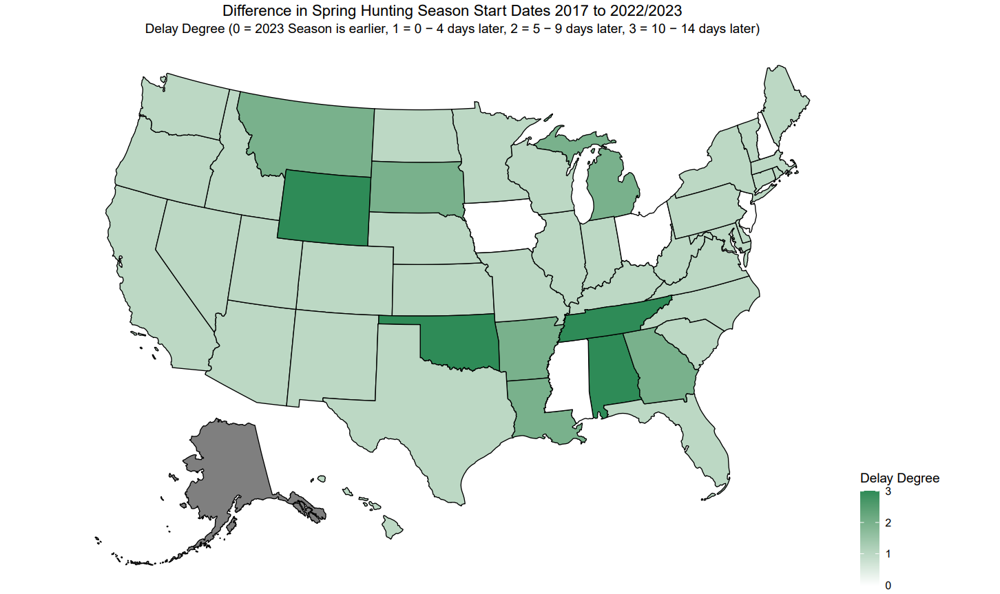 Difference in Spring Hunting Season Start Dates 2017 to 2022/2023
Delay Degree (0 = 2023 Season is earlier, 1 = 0 − 4 days later, 2 = 5 − 9 days later, 3 = 10 − 14 days later)
Delay Degree
3
2
1
0